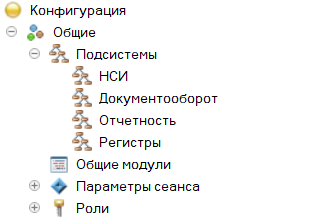 Конфигурация
Общие
Подсистемы
НСИ
Документооборот
Отчетность
Регистры
Общие модули
Параметры сеанса
Роли